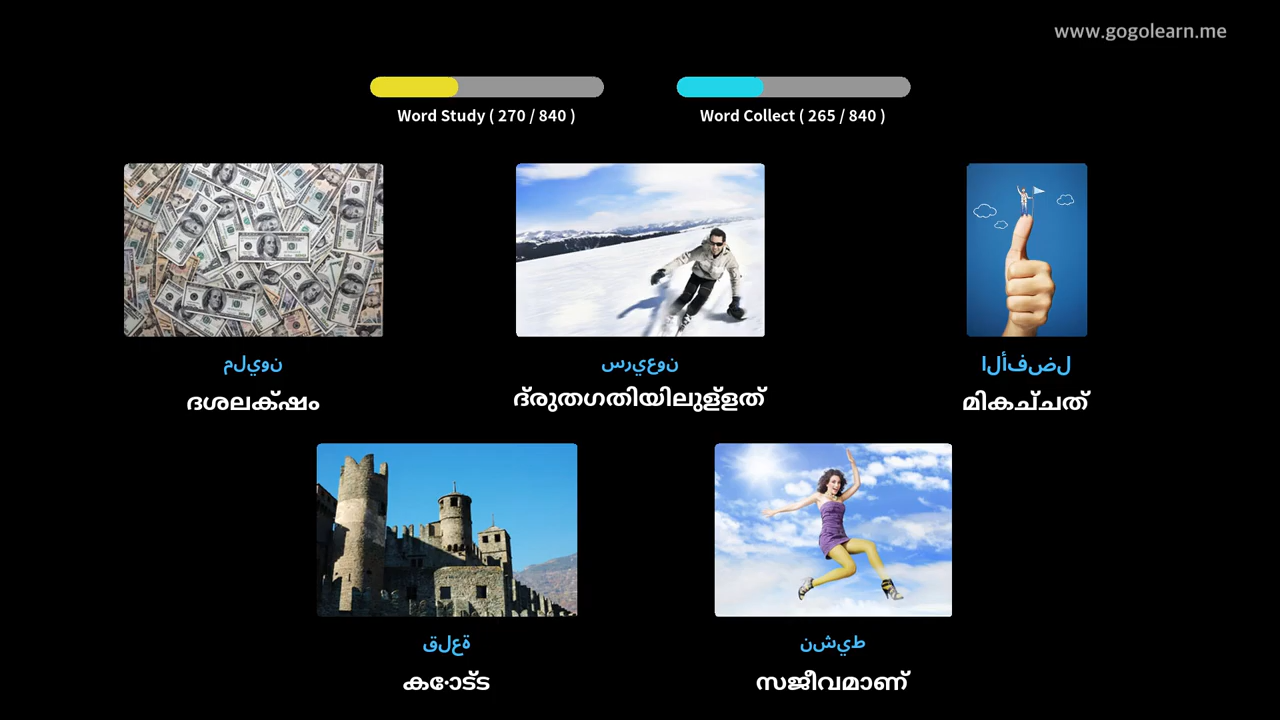 www.gogolearn.me
Word Study ( 270 / 840 )
Word Collect ( 265 / 840 )
مليون
ദശലക്ഷം
سريعون
ദ്രുതഗതിയിലുള്ളത്
الأفضل
മികച്ചത്
قلعة
കോട്ട
نشيط
സജീവമാണ്